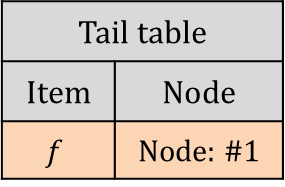 Tail table
Item Node
f Node: #1